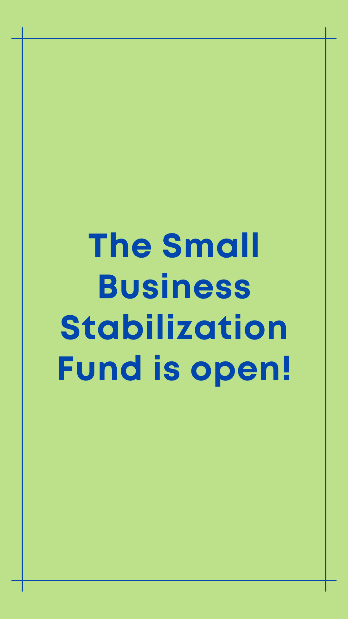 The Small
Business
Stabilization
Fund is open!